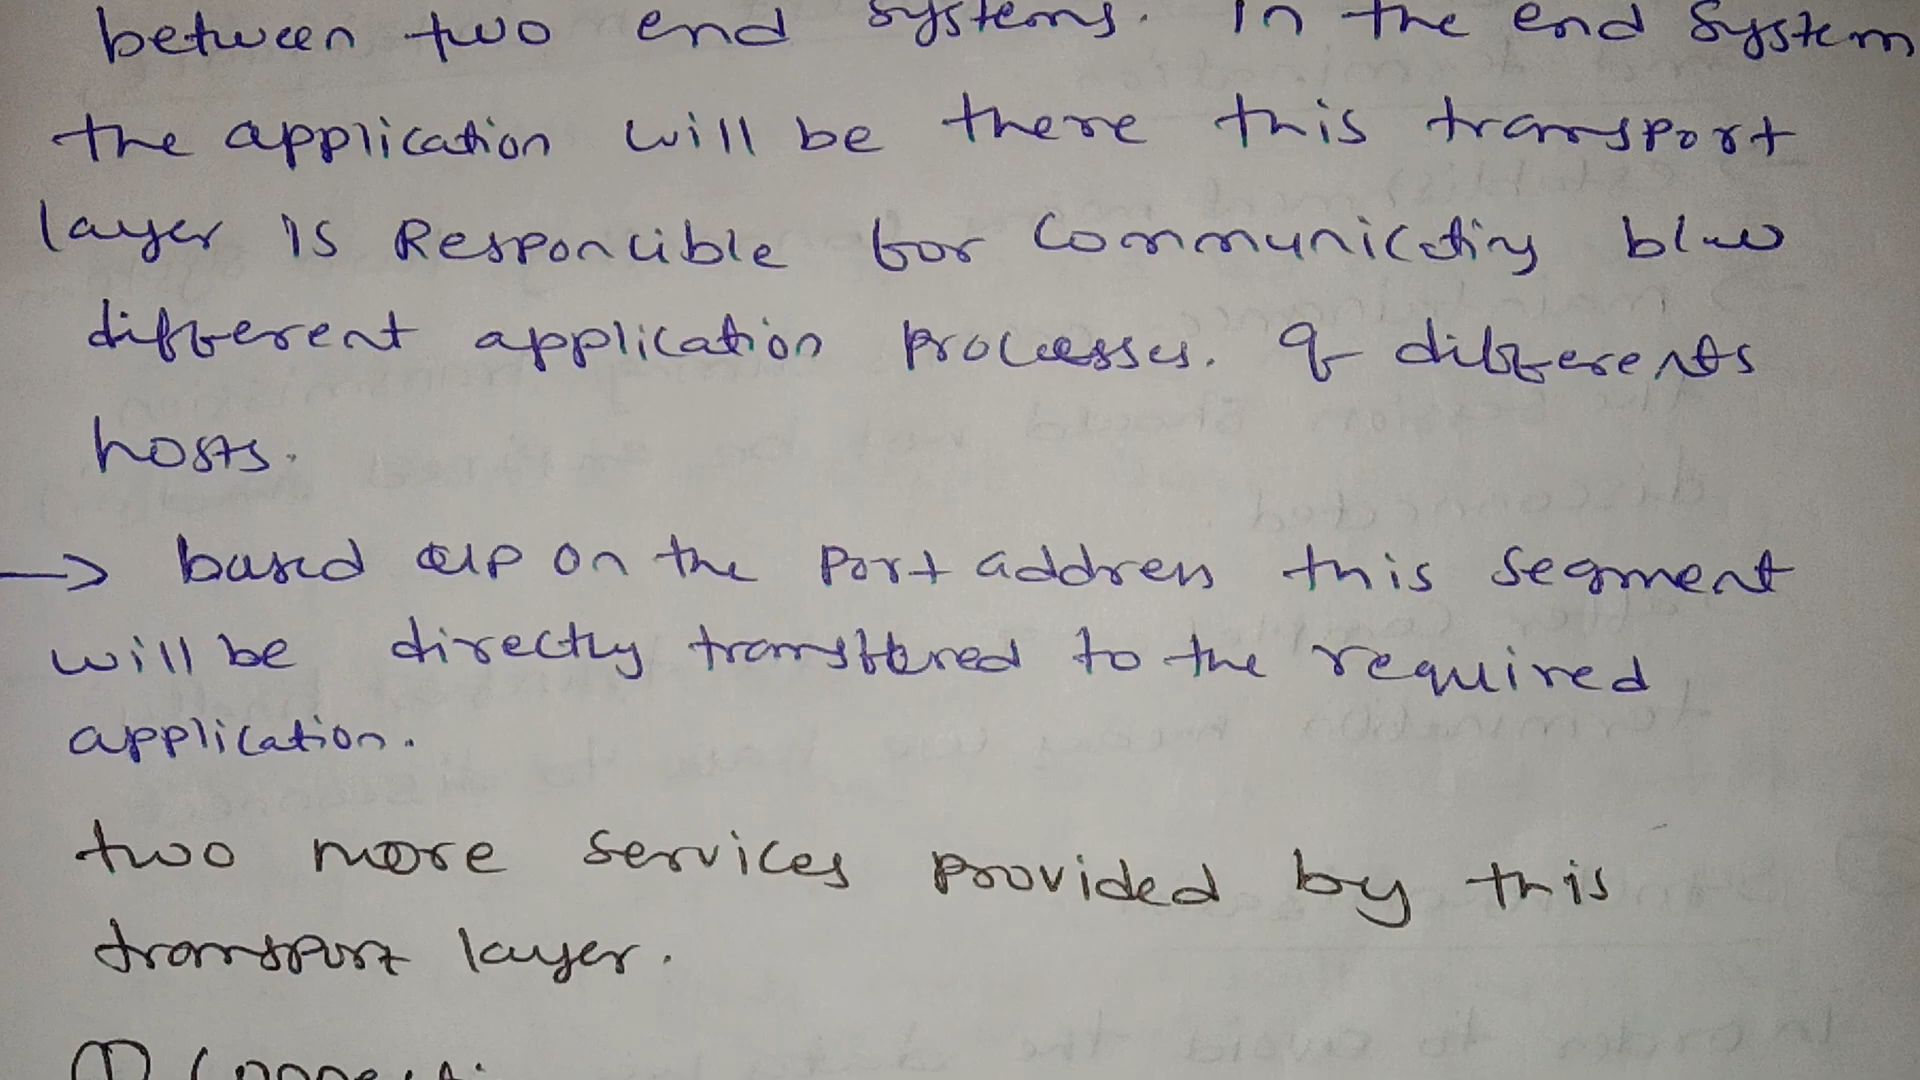 between two end systems. In the end system
the application will be there this transport
layer is Responcible for communicating b/w
different application processes. of differents
hosts.
→ based up on the port address this segment
will be directly transfered to the required
application.
two more services provided by this
transport layer.
①